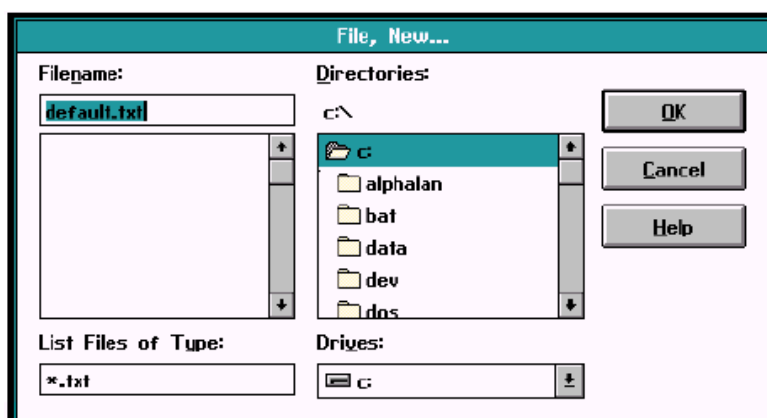 File, New...
Filename:
default.txt
List Files of Type:
*.txt
Directories:
c:\
c:
alphalan
bat
data
dev
dos
Drives:
c:
OK
Cancel
Help